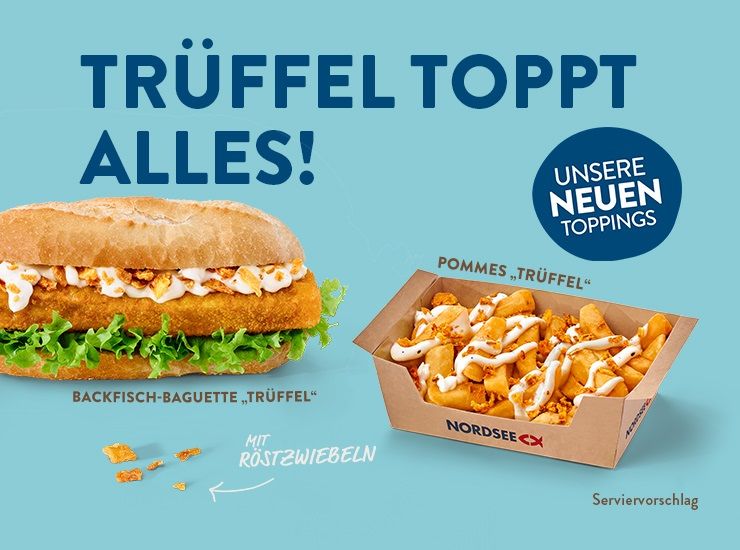 TRÜFFEL TOPPT
ALLES!
UNSERE
NEUEN
TOPPINGS
POMMES „TRÜFFEL“
BACKFISCH-BAGUETTE „TRÜFFEL“
NORDSEE
NORDSEE
MIT
RÖSTZWIEBELN
Serviervorschlag